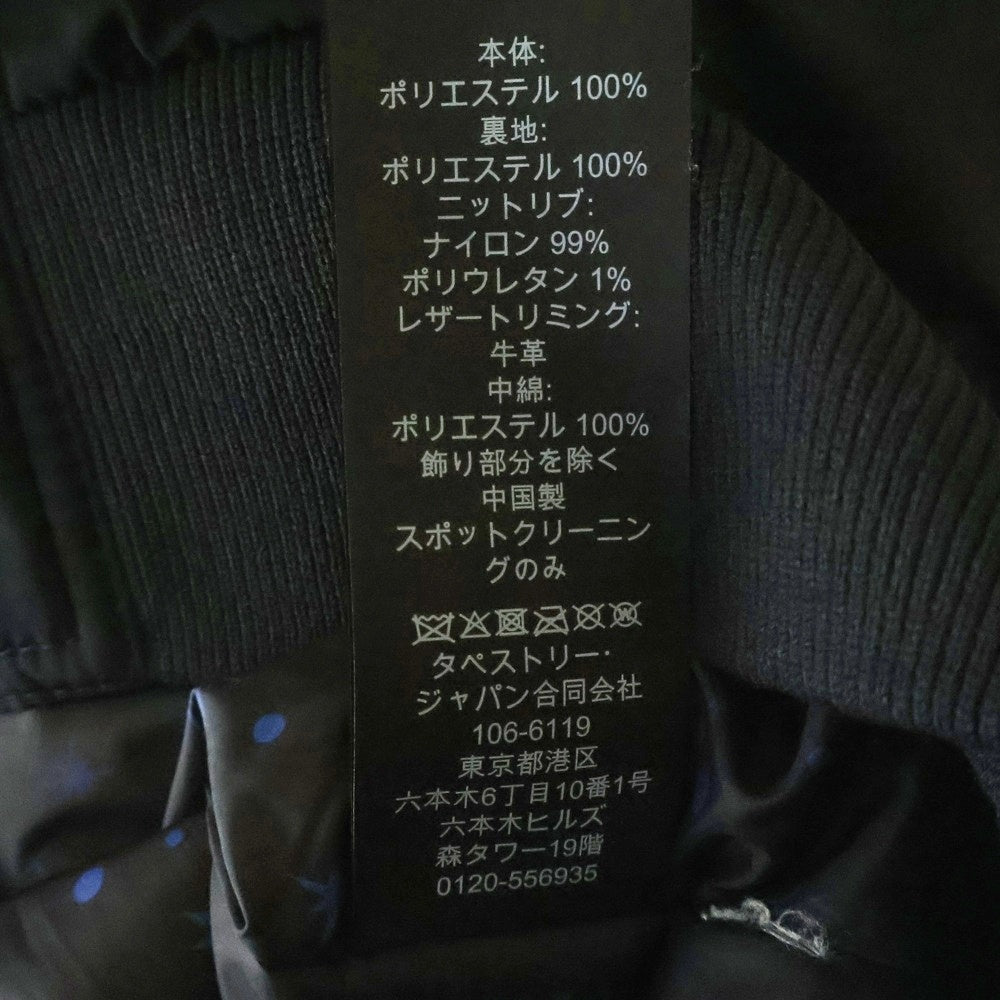 本体:
ポリエステル 100%
裏地:
ポリエステル 100%
ニットリブ:
ナイロン 99%
ポリウレタン 1%
レザートリミング:
牛革
中綿:
ポリエステル 100%
飾り部分を除く
中国製
スポットクリーニン
グのみ
タペストリー・
ジャパン合同会社
106-6119
東京都港区
六本木6丁目10番1号
六本木ヒルズ
森タワー19階
0120-556935